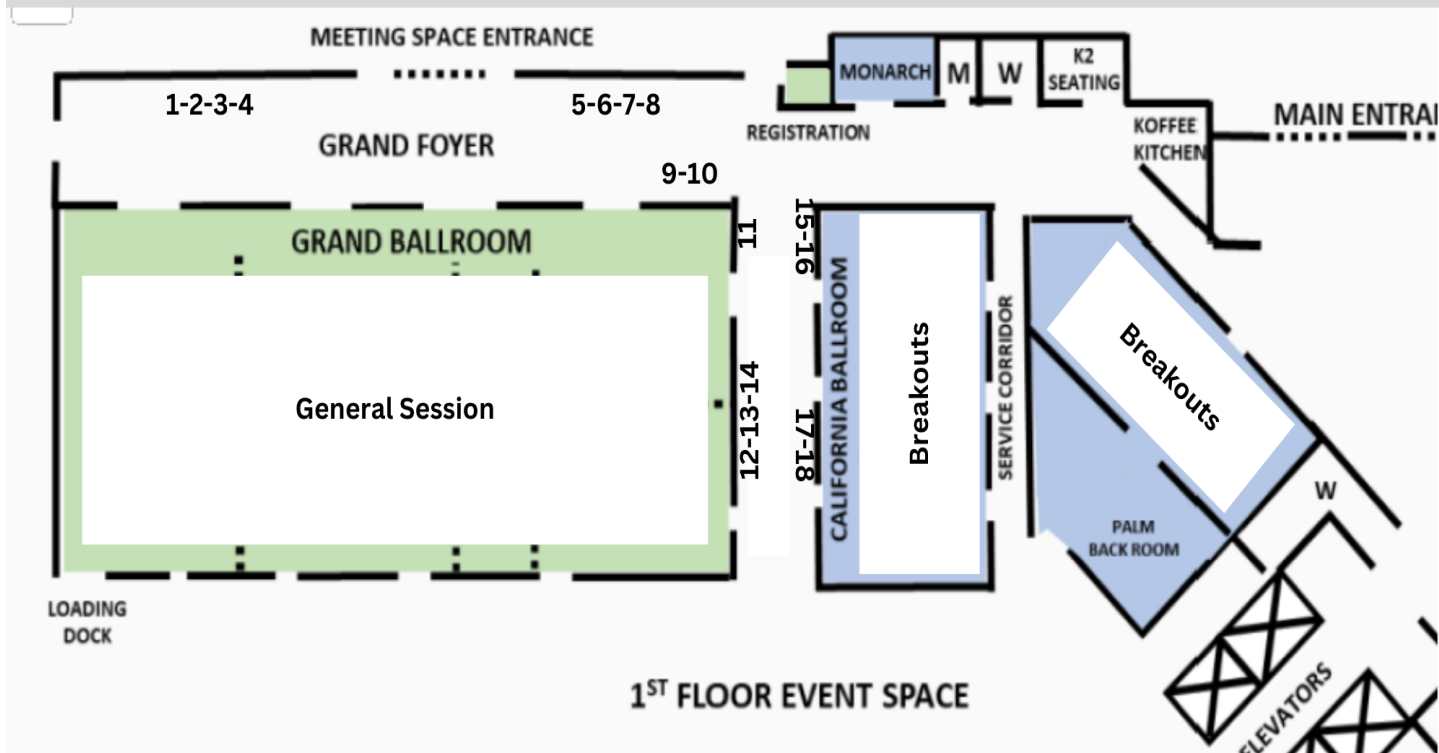 MEETING SPACE ENTRANCE
1-2-3-4
5-6-7-8
GRAND FOYER
9-10
REGISTRATION
MONARCH
M
W
K2
SEATING
KOFFEE
KITCHEN
MAIN ENTRAI
GRAND BALLROOM
General Session
11
12-13-14
15-16
17-18
CALIFORNIA BALLROOM
Breakouts
SERVICE CORRIDOR
Breakouts
PALM
BACK ROOM
W
LOADING
DOCK
1ST FLOOR EVENT SPACE
ELEVATORS